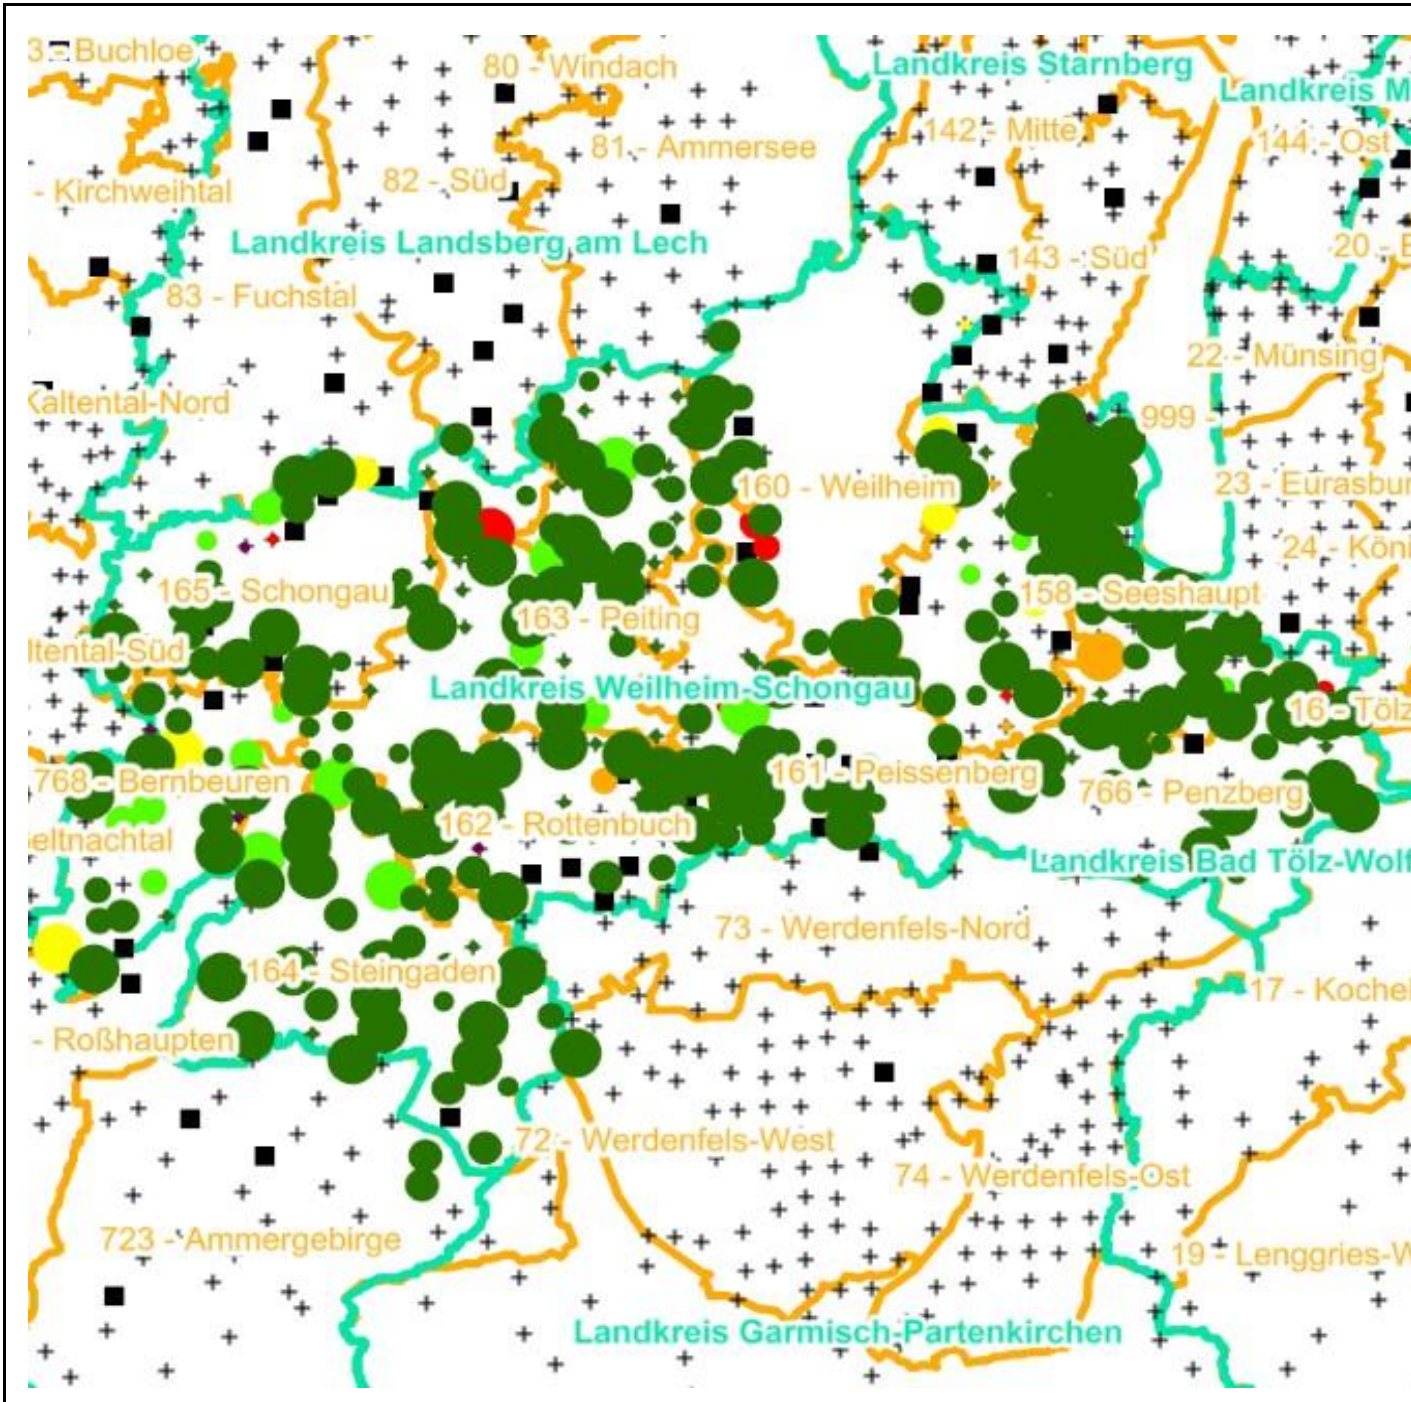 3 - Buchloe
80 - Windach
Landkreis Starnberg
Landkreis M
142 - Mitte
144 - Ost
81 - Ammersee
82 - Süd
- Kirchweihtal
Landkreis Landsberg am Lech
143 - Süd
20 - E
83 - Fuchstal
22 - Münsing
Kaltental-Nord
999 -
160 - Weilheim
23 - Eurasbur
24 - Köni
165 - Schongau
158 - Seeshaupt
163 - Peiting
ltental-Süd
Landkreis Weilheim-Schongau
16 - Tölz
768 - Bernbeuren
161 - Peissenberg
766 - Penzberg
162 - Rottenbuch
eltnachtal
Landkreis Bad Tölz-Wolf
73 - Werdenfels-Nord
164 - Steingaden
17 - Kochel
- Roßhaupten
72 - Werdenfels-West
74 - Werdenfels-Ost
723 - Ammergebirge
19 - Lenggries-W
Landkreis Garmisch-Partenkirchen